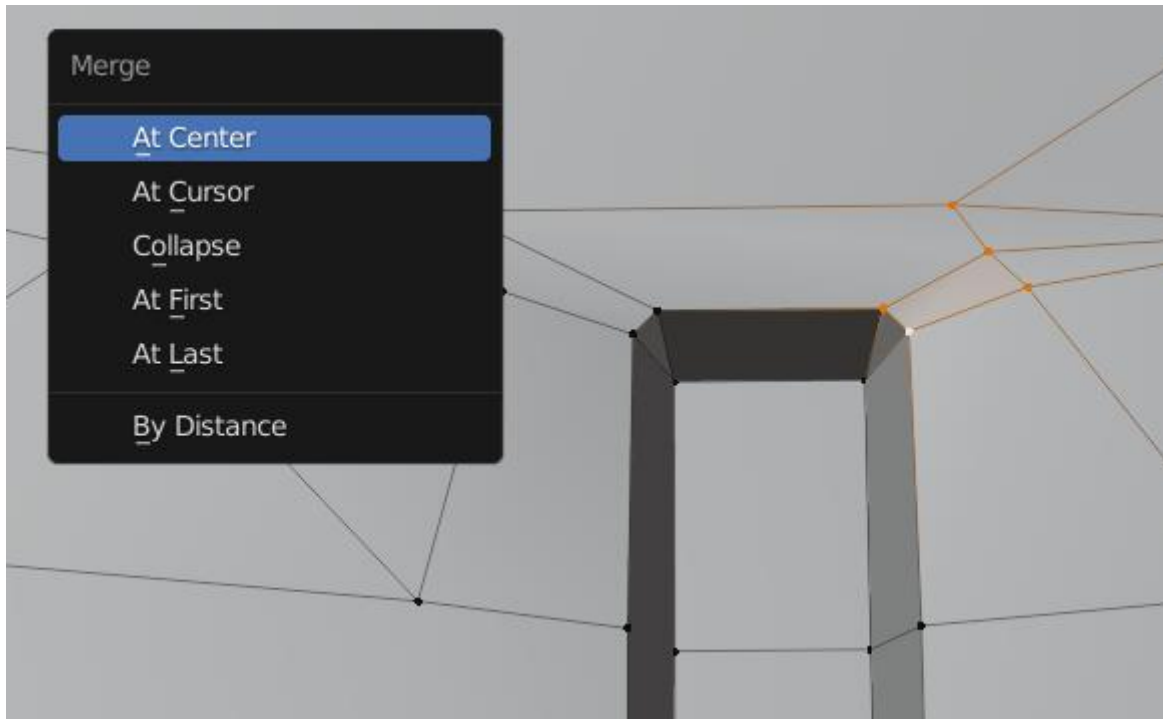 Merge
At Center
At Cursor
Collapse
At First
At Last
By Distance